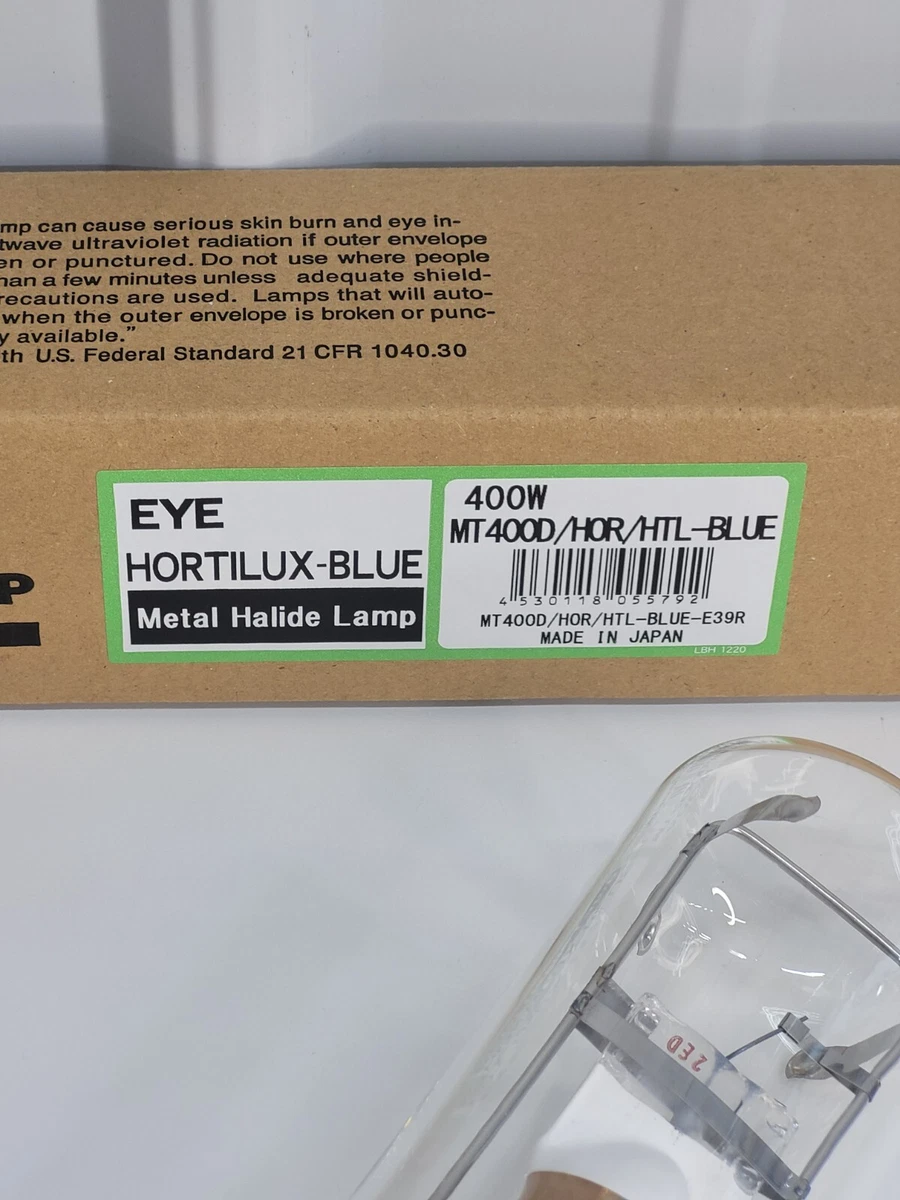 mp can cause serious skin burn and eye in-
twave ultraviolet radiation if outer envelope
en or punctured. Do not use where people
han a few minutes unless adequate shield-
recautions are used. Lamps that will auto-
when the outer envelope is broken or punc-
y available.”
th U.S. Federal Standard 21 CFR 1040.30
P
EYE
HORTILUX-BLUE
Metal Halide Lamp
400W
MT400D/HOR/HTL-BLUE
4 530118 055792
MT400D/HOR/HTL-BLUE-E39R
MADE IN JAPAN
LBH 1220
2ED